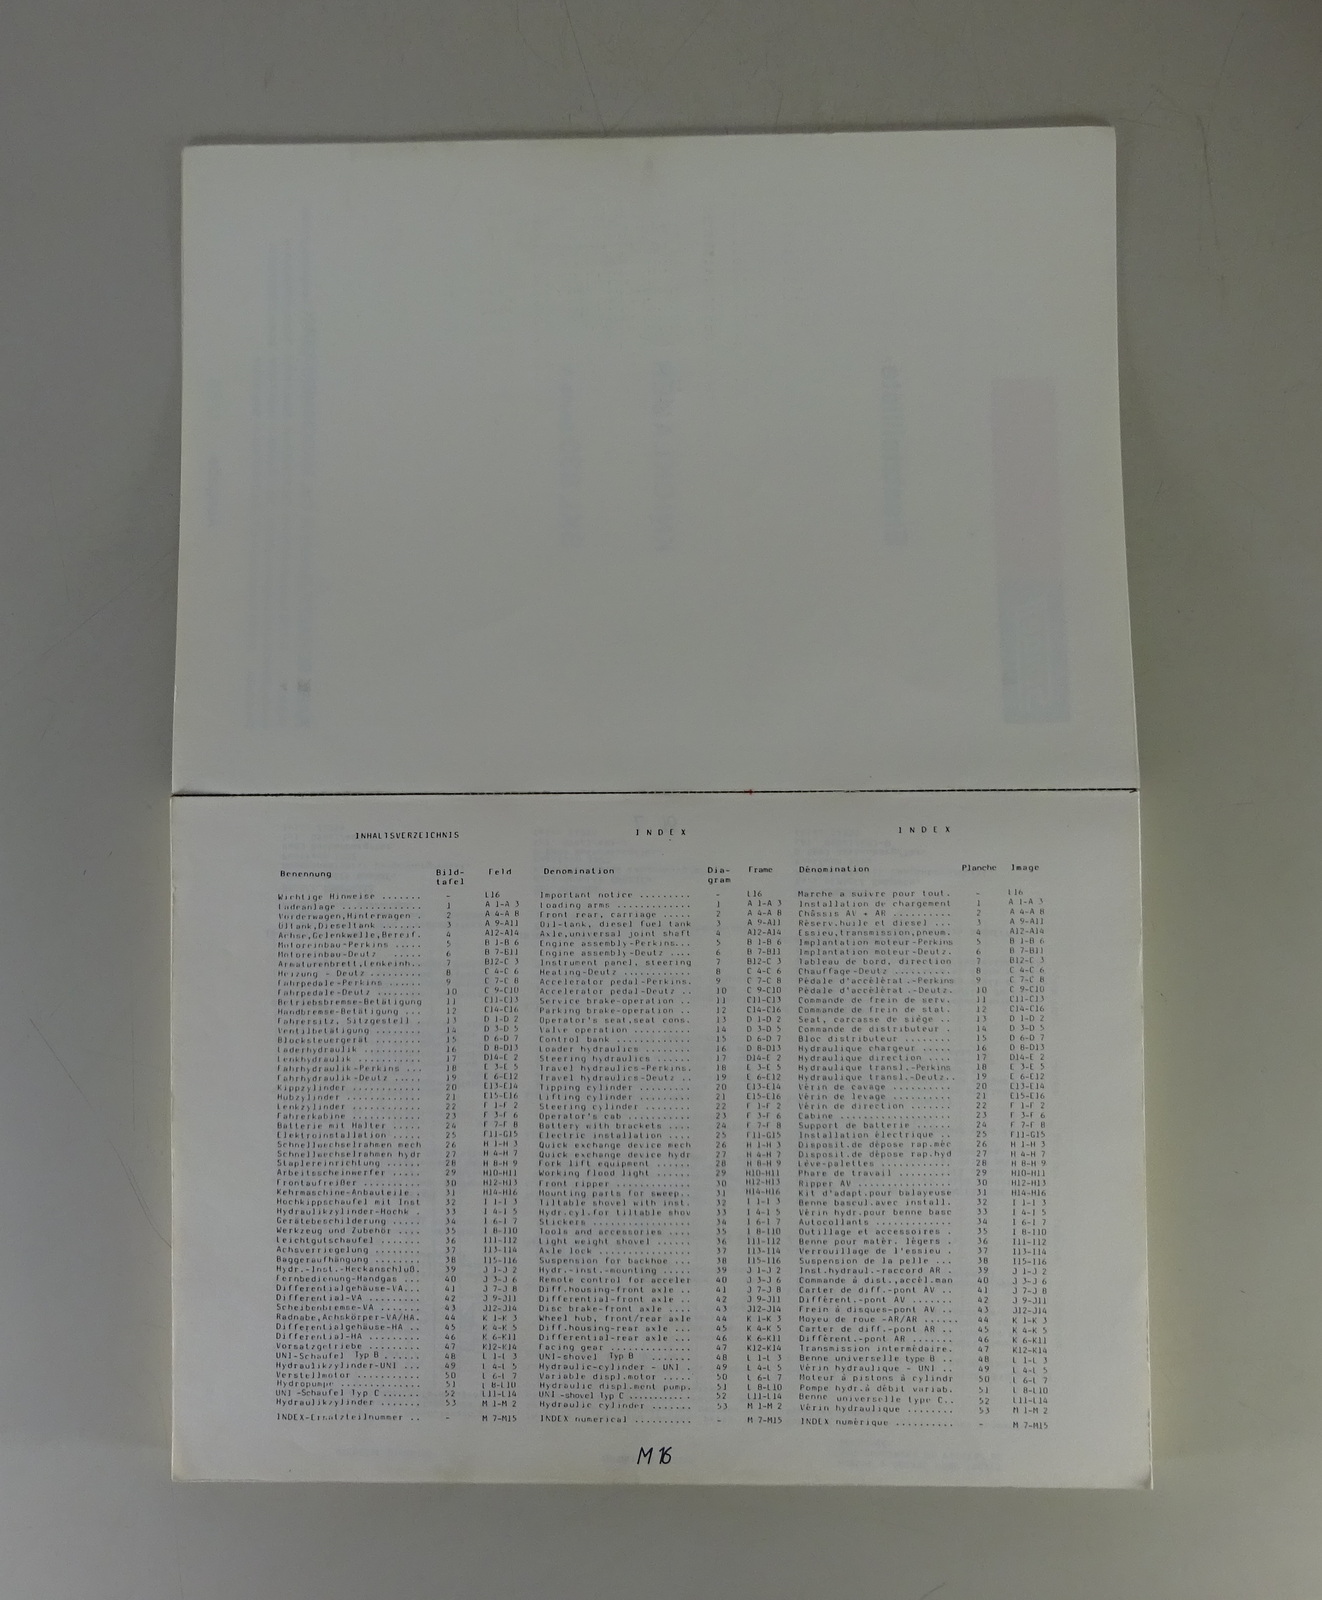 INHALTSVERZEICHNIS
Benennung Bild-tafel Feld
Wichtige Hinweise ....... - L16
Ladeanlage .............. 1 A 1-A 3
Vorderwagen,Hinterwagen . 2 A 4-A 8
Öltank,Dieseltank ....... 3 A 9-A11
Achse,Gelenkwelle,Bereif. 4 A12-A14
Motoreinbau-Perkins ..... 5 B 1-B 6
Motoreinbau-Deutz ..... 6 B 7-B11
Armaturenbrett,Lenkeinh.. 7 B12-C 3
Heizung - Deutz ......... 8 C 4-C 6
Fahrpedale-Perkins ...... 9 C 7-C 8
Fahrpedale-Deutz ........ 10 C 9-C10
Betriebsbremse-Betätigung 11 C11-C13
Handbremse-Betätigung ... 12 C14-C16
Fahrersitz, Sitzgestell . 13 D 1-D 2
Ventilbetätigung ........ 14 D 3-D 5
Blocksteuergerät ........ 15 D 6-D 7
Laderhydraulik .......... 16 D 8-D13
Lenkhydraulik ........... 17 D14-E 2
Fahrhydraulik-Perkins ... 18 E 3-E 5
Fahrhydraulik-Deutz ..... 19 E 6-E12
Kippzylinder ............ 20 E13-E14
Hubzylinder ............. 21 E15-E16
Lenkzylinder ............ 22 F 1-F 2
Fahrerkabine ............ 23 F 3-F 6
Batterie mit Halter ..... 24 F 7-F 8
Elektroinstallation ..... 25 F11-G15
Schnellwechselrahmen mech 26 H 1-H 3
Schnellwechselrahmen hydr 27 H 4-H 7
Staplereinrichtung ...... 28 H 8-H 9
Arbeitsscheinwerfer ..... 29 H10-H11
Frontaufreißer .......... 30 H12-H13
Kehrmaschine-Anbauteile . 31 H14-H16
Hochkippschaufel mit Inst 32 I 1-I 3
Hydraulikzylinder-Hochk . 33 I 4-I 5
Gerätebeschilderung ..... 34 I 6-I 7
Werkzeug und Zubehör .... 35 I 8-I10
Leichtgutschaufel ....... 36 I11-I12
Achsverriegelung ........ 37 I13-I14
Baggeraufhängung ........ 38 I15-I16
Hydr.-Inst.-Heckanschluß. 39 J 1-J 2
Fernbedienung-Handgas ... 40 J 3-J 6
Differentialgehäuse-VA... 41 J 7-J 8
Differential-VA ......... 42 J 9-J11
Scheibenbremse-VA ....... 43 J12-J14
Radnabe,Achskörper-VA/HA. 44 K 1-K 3
Differentialgehäuse-HA .. 45 K 4-K 5
Differential-HA ......... 46 K 6-K11
Vorsatzgetriebe ......... 47 K12-K14
UNI-Schaufel Typ B ...... 48 L 1-L 3
Hydraulikzylinder-UNI ... 49 L 4-L 5
Verstellmotor ........... 50 L 6-L 7
Hydropumpe .............. 51 L 8-L10
UNI -Schaufel Typ C ...... 52 L11-L14
Hydraulikzylinder ....... 53 M 1-M 2
INDEX-Ersatzteilnummer .. - M 7-M15
I N D E X
Denomination Dia-gram Frame
Important notice ......... - L16
Loading arms ............ 1 A 1-A 3
Front rear, carriage ..... 2 A 4-A 8
Oil-tank, diesel fuel tank 3 A 9-A11
Axle,universal joint shaft 4 A12-A14
Engine assembly-Perkins... 5 B 1-B 6
Engine assembly-Deutz .... 6 B 7-B11
Instrument panel, steering 7 B12-C 3
Heating-Deutz ............ 8 C 4-C 6
Accelerator pedal-Perkins. 9 C 7-C 8
Accelerator pedal-Deutz .. 10 C 9-C10
Service brake-operation .. 11 C11-C13
Parking brake-operation .. 12 C14-C16
Operator's seat,seat cons. 13 D 1-D 2
Valve operation .......... 14 D 3-D 5
Control bank ............. 15 D 6-D 7
Loader hydraulics ........ 16 D 8-D13
Steering hydraulics ...... 17 D14-E 2
Travel hydraulics-Perkins. 18 E 3-E 5
Travel hydraulics-Deutz .. 19 E 6-E12
Tipping cylinder ......... 20 E13-E14
Lifting cylinder ......... 21 E15-E16
Steering cylinder ........ 22 F 1-F 2
Operator's cab ........... 23 F 3-F 6
Battery with brackets .... 24 F 7-F 8
Electric installation .... 25 F11-G15
Quick exchange device mech 26 H 1-H 3
Quick exchange device hydr 27 H 4-H 7
Fork lift equipment ...... 28 H 8-H 9
Working flood light ...... 29 H10-H11
Front ripper ............. 30 H12-H13
Mounting parts for sweep.. 31 H14-H16
Tiltable shovel with inst. 32 I 1-I 3
Hydr.cyl.for tiltable shov 33 I 4-I 5
Stickers ................. 34 I 6-I 7
Tools and accessories .... 35 I 8-I10
Light weight shovel ...... 36 I11-I12
Axle lock ................ 37 I13-I14
Suspension for backhoe ... 38 I15-I16
Hydr.-inst.-mounting ..... 39 J 1-J 2
Remote control for acceler 40 J 3-J 6
Diff.housing-front axle .. 41 J 7-J 8
Differential-front axle .. 42 J 9-J11
Disc brake-front axle .... 43 J12-J14
Wheel hub, front/rear axle 44 K 1-K 3
Diff.housing-rear axle ... 45 K 4-K 5
Differential-rear axle ... 46 K 6-K11
Facing gear .............. 47 K12-K14
UNI-shovel Typ B ....... 48 L 1-L 3
Hydraulic-cylinder - UNI . 49 L 4-L 5
Variable displ.motor ..... 50 L 6-L 7
Hydraulic displ.ment pump. 51 L 8-L10
UNI -shovel Typ C ........... 52 L11-L14
Hydraulic cylinder ....... 53 M 1-M 2
INDEX numerical .......... - M 7-M15
I N D E X
Dénomination Planche Image
Marche a suivre pour tout. - L16
Installation de chargement 1 A 1-A 3
Châssis AV + AR .......... 2 A 4-A 8
Réserv.huile et diesel ... 3 A 9-A11
Essieu,transmission,pneum. 4 A12-A14
Implantation moteur-Perkins 5 B 1-B 6
Implantation moteur-Deutz. 6 B 7-B11
Tableau de bord, direction 7 B12-C 3
Chauffage-Deutz .......... 8 C 4-C 6
Pédale d'accélérat.-Perkins 9 C 7-C 8
Pédale d'accélérat.-Deutz. 10 C 9-C10
Commande de frein de serv. 11 C11-C13
Commande de frein de stat. 12 C14-C16
Seat, carcasse de siége .. 13 D 1-D 2
Commande de distributeur . 14 D 3-D 5
Bloc distributeur ........ 15 D 6-D 7
Hydraulique chargeur ..... 16 D 8-D13
Hydraulique direction .... 17 D14-E 2
Hydraulique transl.-Perkins 18 E 3-E 5
Hydraulique transl.-Deutz.. 19 E 6-E12
Vérin de cavage .......... 20 E13-E14
Vérin de levage .......... 21 E15-E16
Vérin de direction ....... 22 F 1-F 2
Cabine ................... 23 F 3-F 6
Support de batterie ...... 24 F 7-F 8
Installation électrique .. 25 F11-G15
Disposit.de dépose rap.méc 26 H 1-H 3
Disposit.de dépose rap.hyd 27 H 4-H 7
Léve-palettes ............ 28 H 8-H 9
Phare de travail ......... 29 H10-H11
Ripper AV ................ 30 H12-H13
Kit d'adapt.pour balayeuse 31 H14-H16
Benne bascul.avec install. 32 I 1-I 3
Vérin hydr.pour benne basc 33 I 4-I 5
Autocollants ............. 34 I 6-I 7
Outillage et accessoires . 35 I 8-I10
Benne pour matér. légers . 36 I11-I12
Verrouillage de l'essieu . 37 I13-I14
Suspension de la pelle ... 38 I15-I16
Inst.hydraul.-raccord AR . 39 J 1-J 2
Commande á dist.,accél.man 40 J 3-J 6
Carter de diff.-pont AV .. 41 J 7-J 8
Différent.-pont AV ....... 42 J 9-J11
Frein á disques-pont AV .. 43 J12-J14
Moyeu de roue -AR/AR ...... 44 K 1-K 3
Carter de diff.-pont AR .. 45 K 4-K 5
Différent.-pont AR ....... 46 K 6-K11
Transmission intermédaire. 47 K12-K14
Benne universelle type B .. 48 L 1-L 3
Vérin hydraulique - UNI .. 49 L 4-L 5
Moteur á pistons á cylindr 50 L 6-L 7
Pompe hydr.á débit variab. 51 L 8-L10
Benne universelle type C.. 52 L11-L14
Vérin hydraulique ........ 53 M 1-M 2
INDEX numérique .......... - M 7-M15
M 16